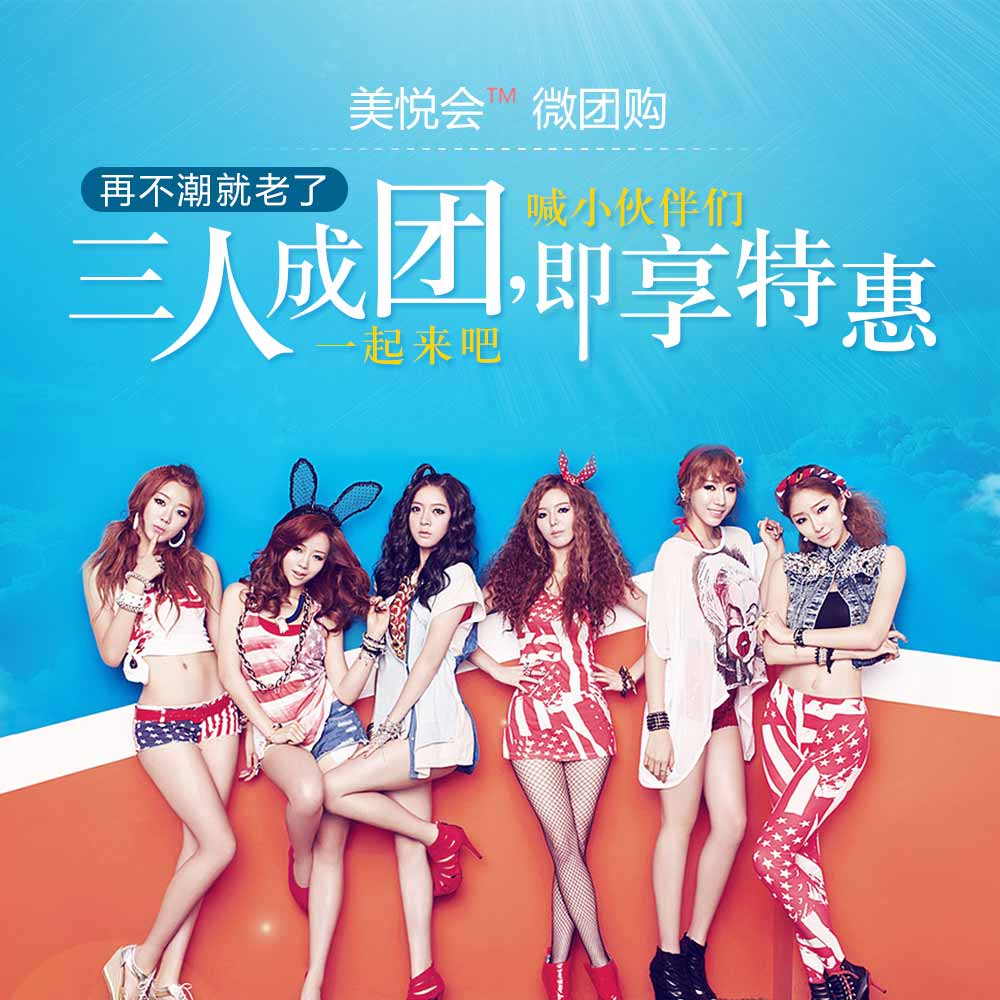 美悦会™ 微团购
再不潮就老了
喊小伙伴们
三人成团,即享特惠
一起来吧